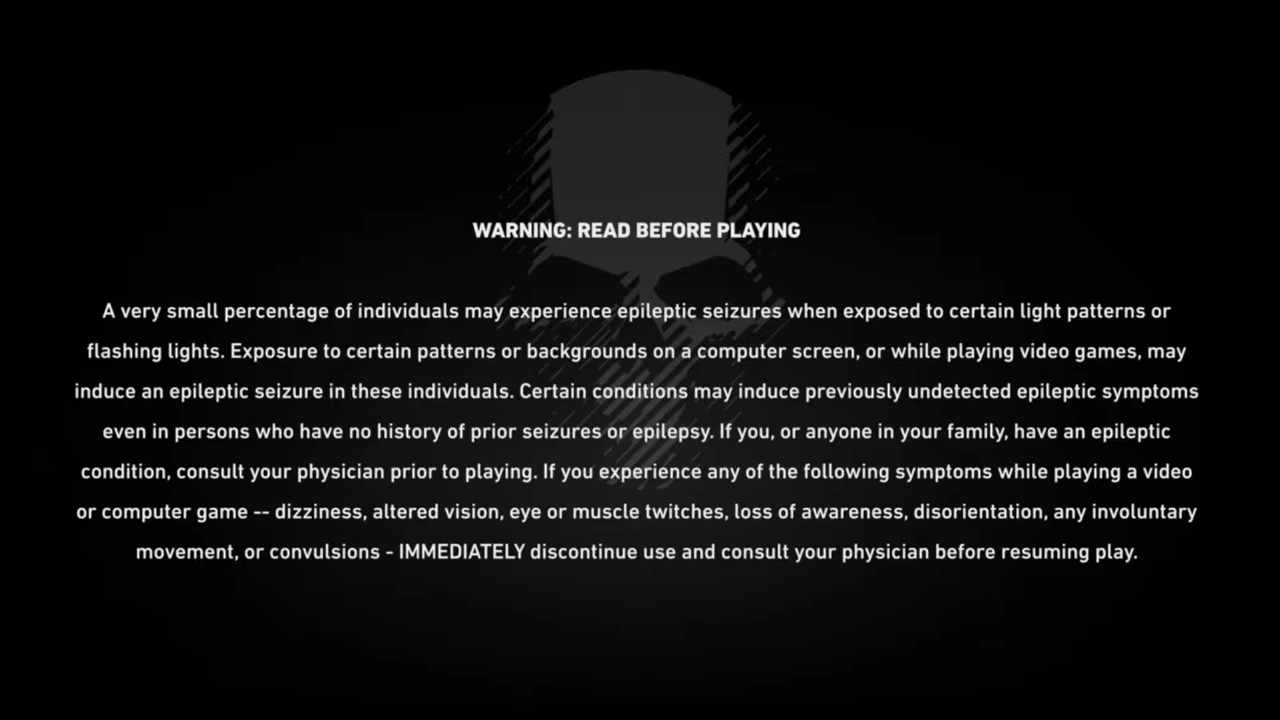 WARNING: READ BEFORE PLAYING
A very small percentage of individuals may experience epileptic seizures when exposed to certain light patterns or
flashing lights. Exposure to certain patterns or backgrounds on a computer screen, or while playing video games, may
induce an epileptic seizure in these individuals. Certain conditions may induce previously undetected epileptic symptoms
even in persons who have no history of prior seizures or epilepsy. If you, or anyone in your family, have an epileptic
condition, consult your physician prior to playing. If you experience any of the following symptoms while playing a video
or computer game -- dizziness, altered vision, eye or muscle twitches, loss of awareness, disorientation, any involuntary
movement, or convulsions - IMMEDIATELY discontinue use and consult your physician before resuming play.